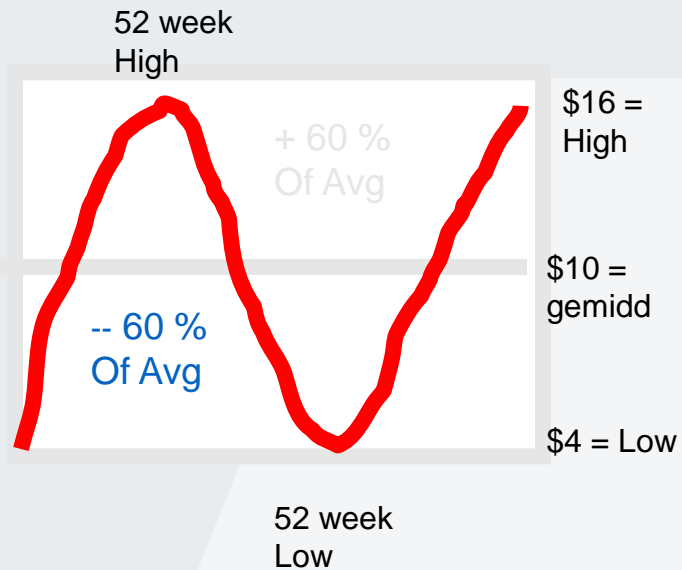 52 week
High
$16 =
High
+ 60 %
Of Avg
$10 =
gemidd
-- 60 %
Of Avg
$4 = Low
52 week
Low